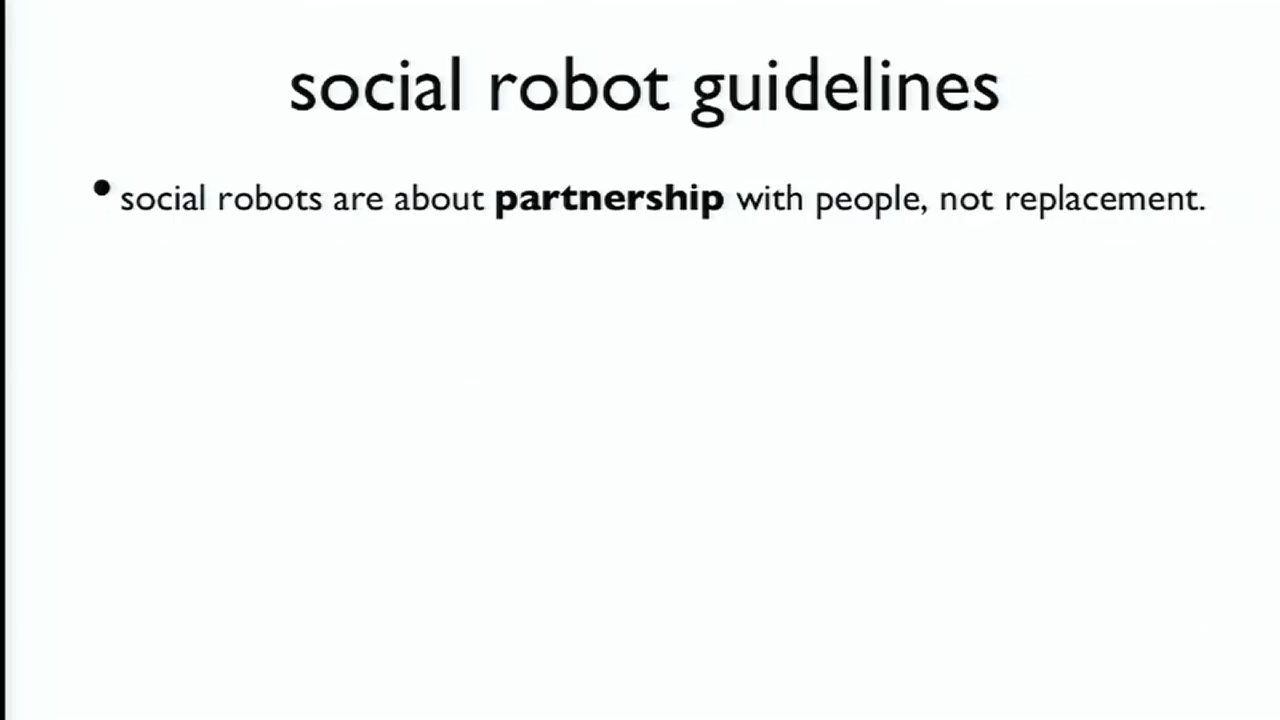 social robot guidelines
• social robots are about partnership with people, not replacement.